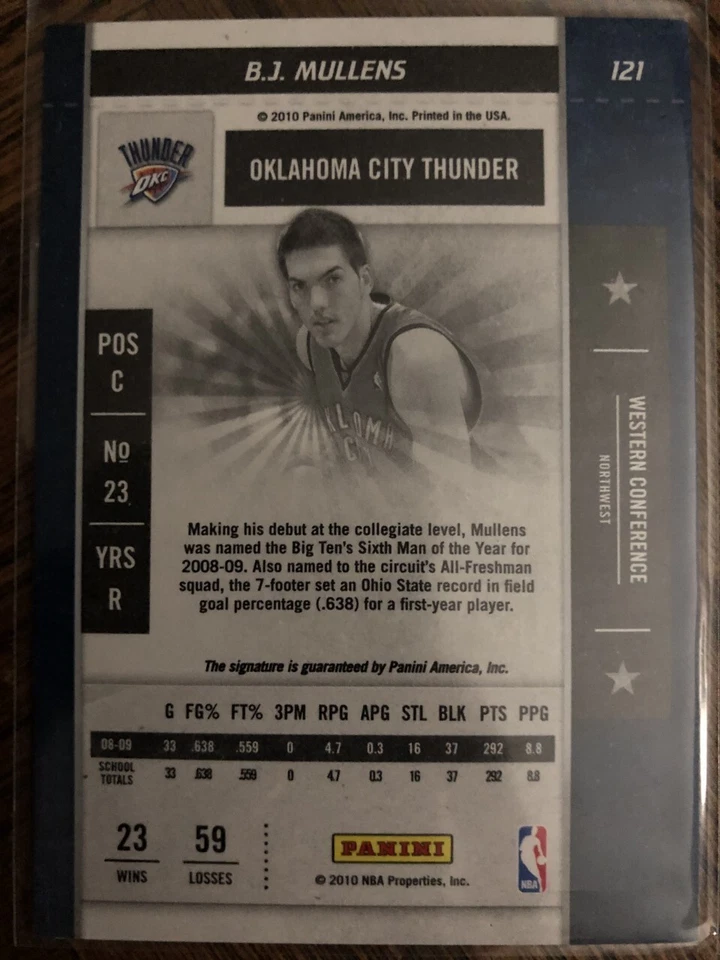 B.J. MULLENS
121
© 2010 Panini America, Inc. Printed in the USA.
THUNDER
OKC
OKLAHOMA CITY THUNDER
POS
C
Nº
23
YRS
R
WESTERN CONFERENCE
NORTHWEST
Making his debut at the collegiate level, Mullens
was named the Big Ten's Sixth Man of the Year for
2008-09. Also named to the circuit's All-Freshman
squad, the 7-footer set an Ohio State record in field
goal percentage (.638) for a first-year player.
The signature is guaranteed by Panini America, Inc.
G FG% FT% 3PM RPG APG STL BLK PTS PPG
08-09 33 .638 .559 0 4.7 0.3 16 37 292 8.8
SCHOOL
TOTALS 33 .638 .559 0 4.7 0.3 16 37 292 8.8
23
WINS
59
LOSSES
PANINI
© 2010 NBA Properties, Inc.
NBA